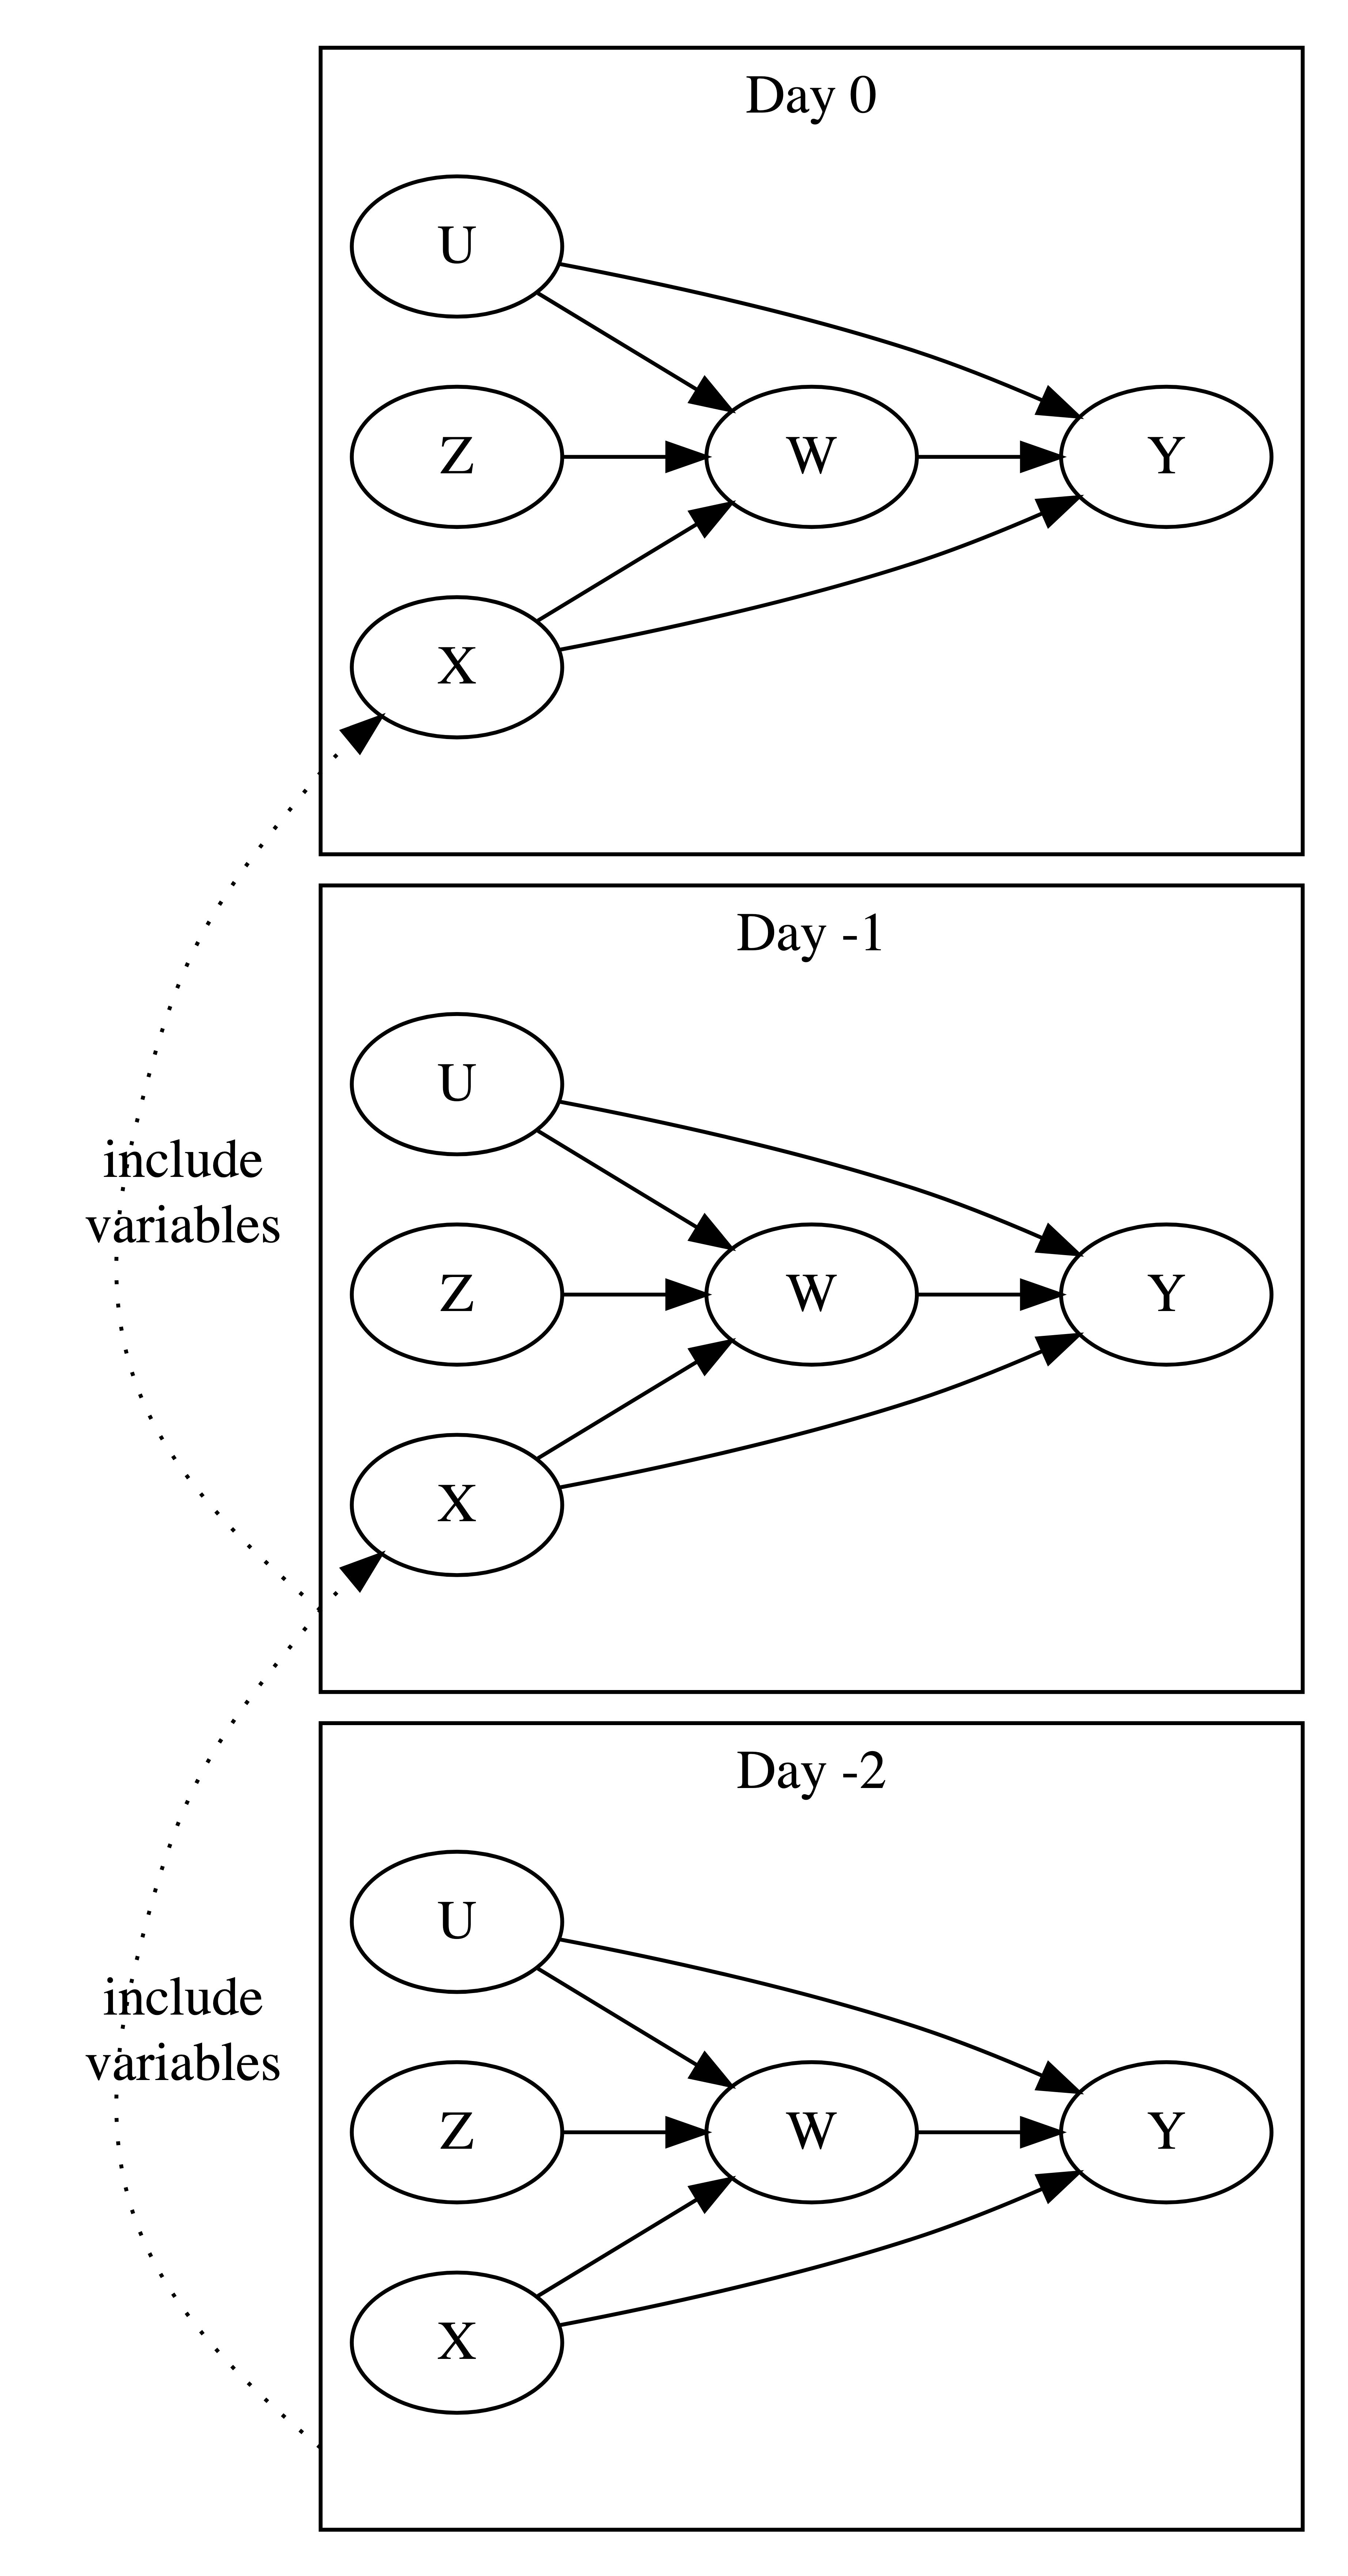 Day 0
U
Z
W
Y
X
Day -1
U
include
variables
Z
W
Y
X
Day -2
U
include
variables
Z
W
Y
X